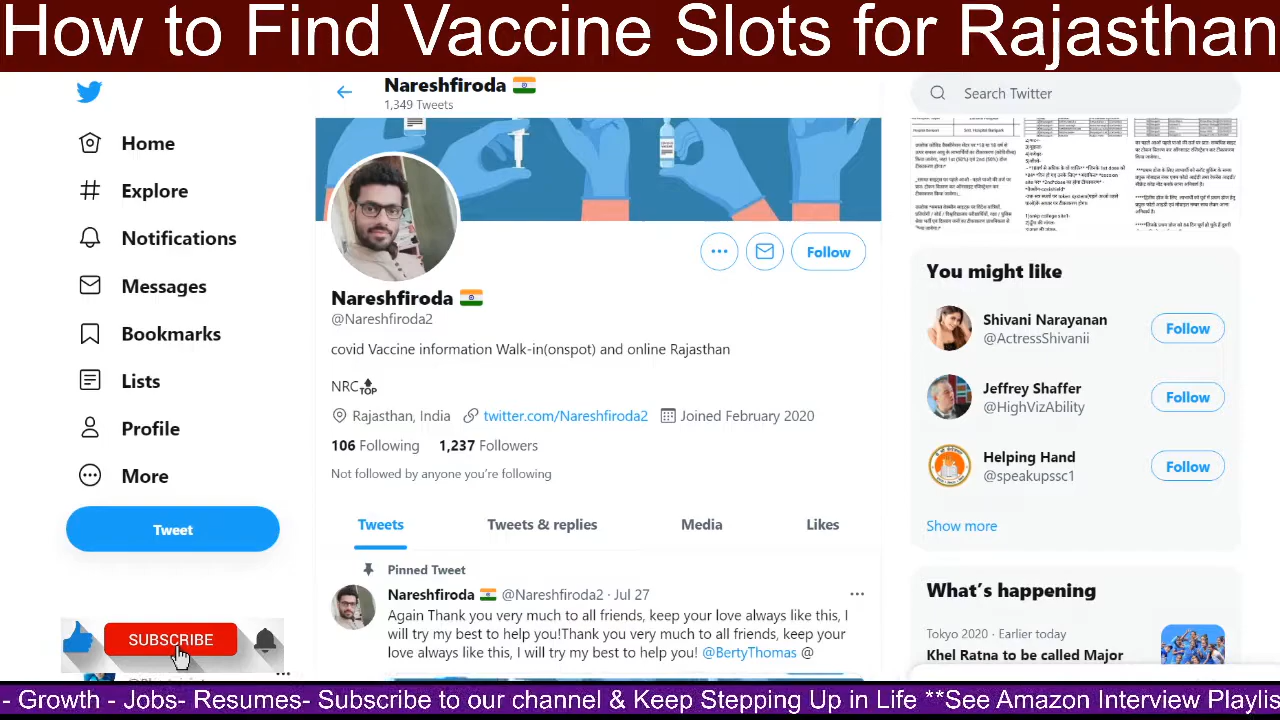 How to Find Vaccine Slots for Rajasthan
Nareshfiroda 🇮🇳
1,349 Tweets
Search Twitter
Home
Explore
Notifications
Messages
Bookmarks
Lists
Profile
More
Tweet
SUBSCRIBE
Follow
Nareshfiroda 🇮🇳
@Nareshfiroda2
covid Vaccine information Walk-in(onspot) and online Rajasthan
NRC🔝
Rajasthan, India twitter.com/Nareshfiroda2 Joined February 2020
106 Following 1,237 Followers
Not followed by anyone you're following
Tweets Tweets & replies Media Likes
Pinned Tweet
Nareshfiroda 🇮🇳 @Nareshfiroda2 · Jul 27
Again Thank you very much to all friends, keep your love always like this, I
will try my best to help you!Thank you very much to all friends, keep your
love always like this, I will try my best to help you! @BertyThomas @
You might like
Shivani Narayanan
@ActressShivanii
Follow
Jeffrey Shaffer
@HighVizAbility
Follow
Helping Hand
@speakupssc1
Follow
Show more
What's happening
Tokyo 2020 · Earlier today
Khel Ratna to be called Major
- Growth - Jobs- Resumes- Subscribe to our channel & Keep Stepping Up in Life **See Amazon Interview Playlis